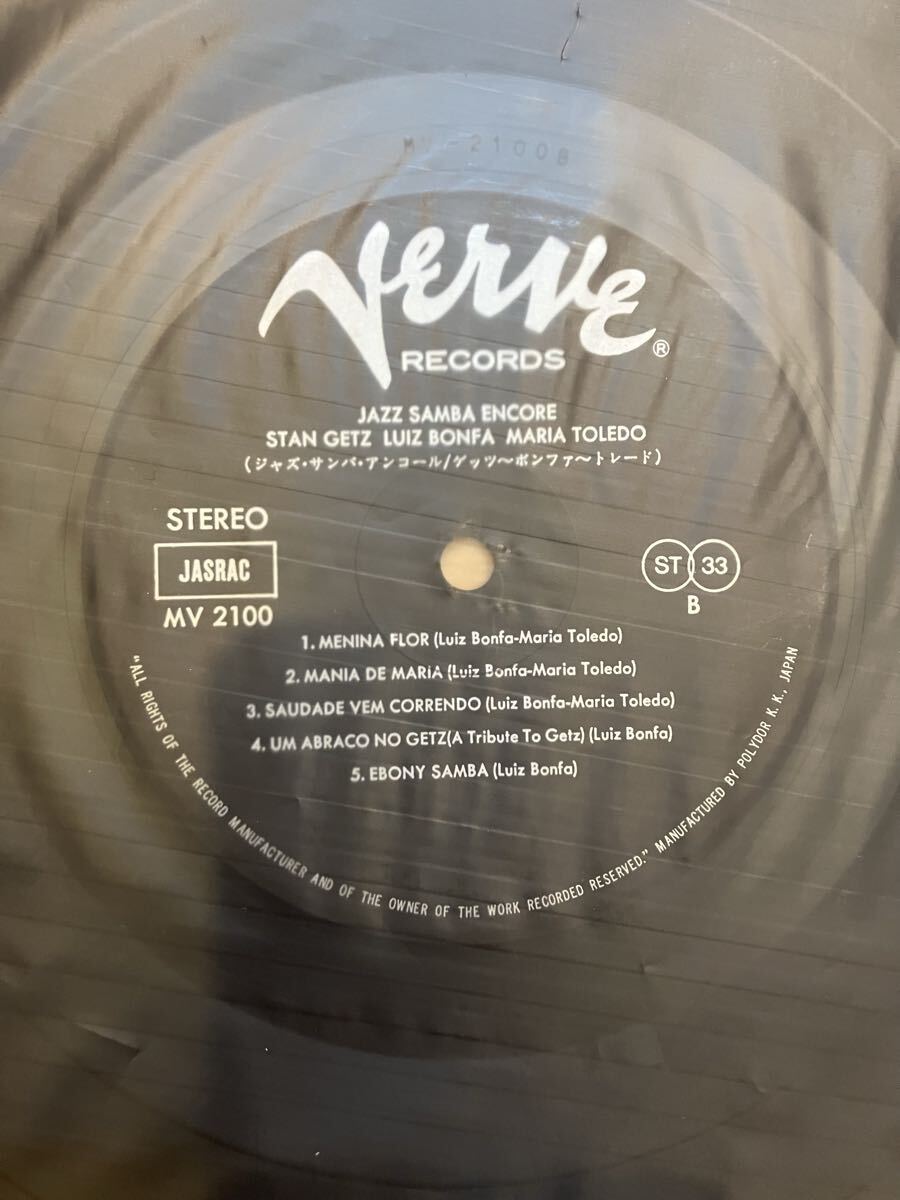 MV-2100B
Verve
RECORDS ®
JAZZ SAMBA ENCORE
STAN GETZ LUIZ BONFA MARIA TOLEDO
(ジャズ・サンバ・アンコール/ゲッツ〜ボンファ〜トレード)
STEREO
JASRAC
MV 2100
ST 33
B
1. MENINA FLOR (Luiz Bonfa-Maria Toledo)
2. MANIA DE MARIA (Luiz Bonfa-Maria Toledo)
3. SAUDADE VEM CORRENDO (Luiz Bonfa-Maria Toledo)
4. UM ABRACO NO GETZ(A Tribute To Getz) (Luiz Bonfa)
5. EBONY SAMBA (Luiz Bonfa)
"ALL RIGHTS OF THE RECORD MANUFACTURER AND OF THE OWNER OF THE WORK RECORDED RESERVED." MANUFACTURED BY POLYDOR K. K., JAPAN